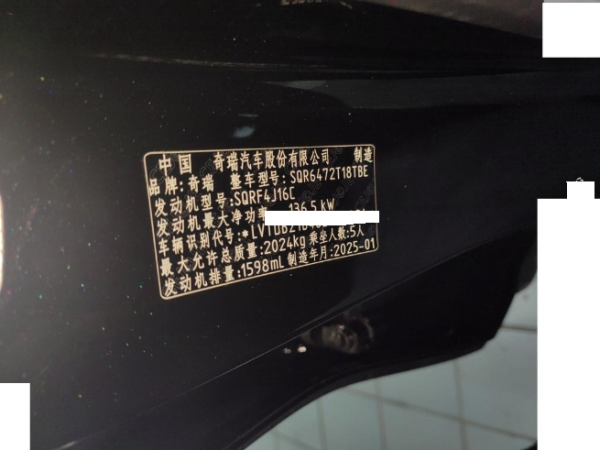 中国 奇瑞汽车股份有限公司 制造
品牌:奇瑞 整车型号:SQR6472T18TBE
发动机型号:SQRF4J16C
发动机最大净功率 136.5 kW
车辆识别代号:*
最大允许总质量:2024kg 乘坐人数:5人
发动机排量:1598mL 制造年月:2025-01